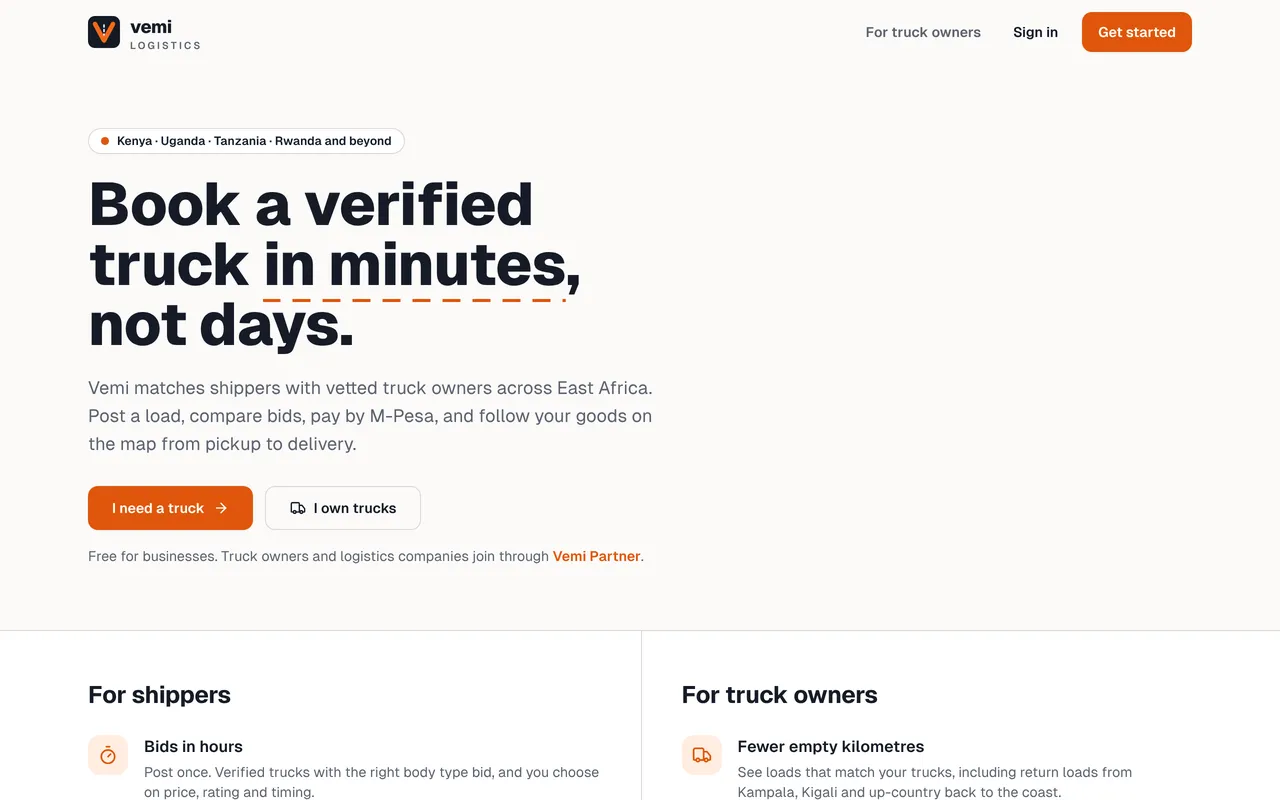 vemi
LOGISTICS
For truck owners
Sign in
Get started
Kenya · Uganda · Tanzania · Rwanda and beyond
Book a verified
truck in minutes,
not days.
Vemi matches shippers with vetted truck owners across East Africa.
Post a load, compare bids, pay by M-Pesa, and follow your goods on
the map from pickup to delivery.
I need a truck →
I own trucks
Free for businesses. Truck owners and logistics companies join through Vemi Partner.
For shippers
Bids in hours
Post once. Verified trucks with the right body type bid, and you choose
on price, rating and timing.
For truck owners
Fewer empty kilometres
See loads that match your trucks, including return loads from
Kampala, Kigali and up-country back to the coast.